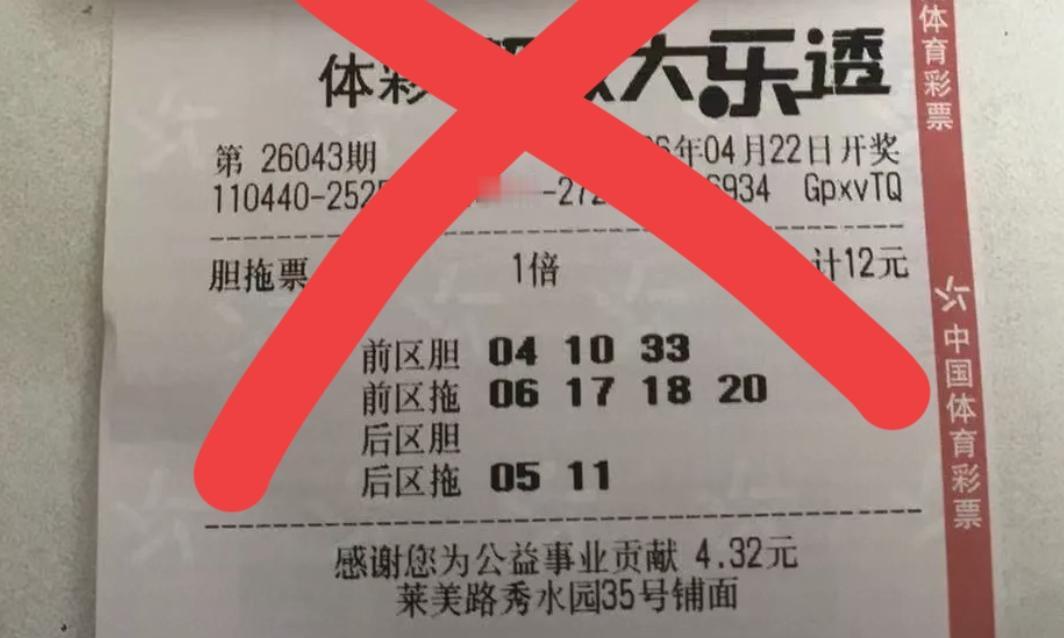 体彩 大乐透
第 26043期 年04月22日开奖
110440-252 -272 6934 GpxvTQ
胆拖票 1倍 计12元
前区胆 04 10 33
前区拖 06 17 18 20
后区胆
后区拖 05 11
感谢您为公益事业贡献 4.32元
莱美路秀水园35号铺面
体育彩票
中国体育彩票